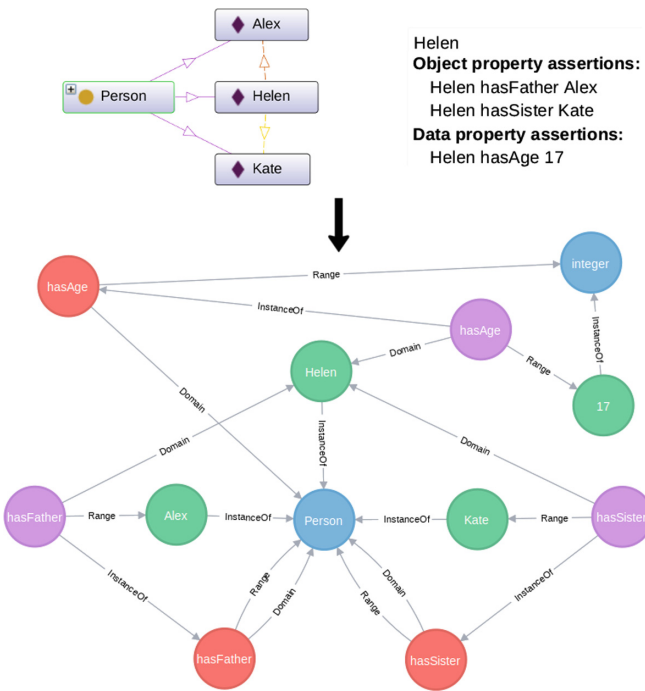 Alex
Person
Helen
Kate
Helen
Object property assertions:
Helen hasFather Alex
Helen hasSister Kate
Data property assertions:
Helen hasAge 17
hasAge
Range
integer
InstanceOf
hasAge
Domain
Range
InstanceOf
Helen
17
Domain
Domain
InstanceOf
Domain
hasFather
Range
Alex
InstanceOf
Person
InstanceOf
Kate
Range
hasSister
InstanceOf
Range
Domain
Range
Domain
InstanceOf
hasFather
hasSister